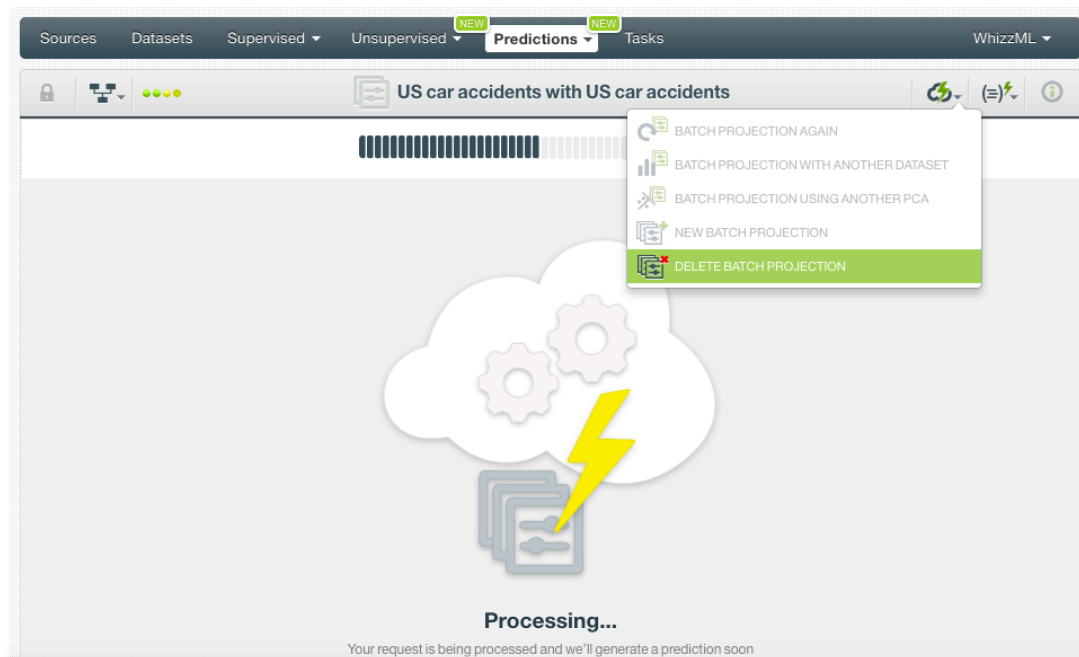 NEW NEW
Sources Datasets Supervised Unsupervised Predictions Tasks WhizzML
US car accidents with US car accidents
(=)
BATCH PROJECTION AGAIN
BATCH PROJECTION WITH ANOTHER DATASET
BATCH PROJECTION USING ANOTHER PCA
NEW BATCH PROJECTION
DELETE BATCH PROJECTION
Processing...
Your request is being processed and we'll generate a prediction soon